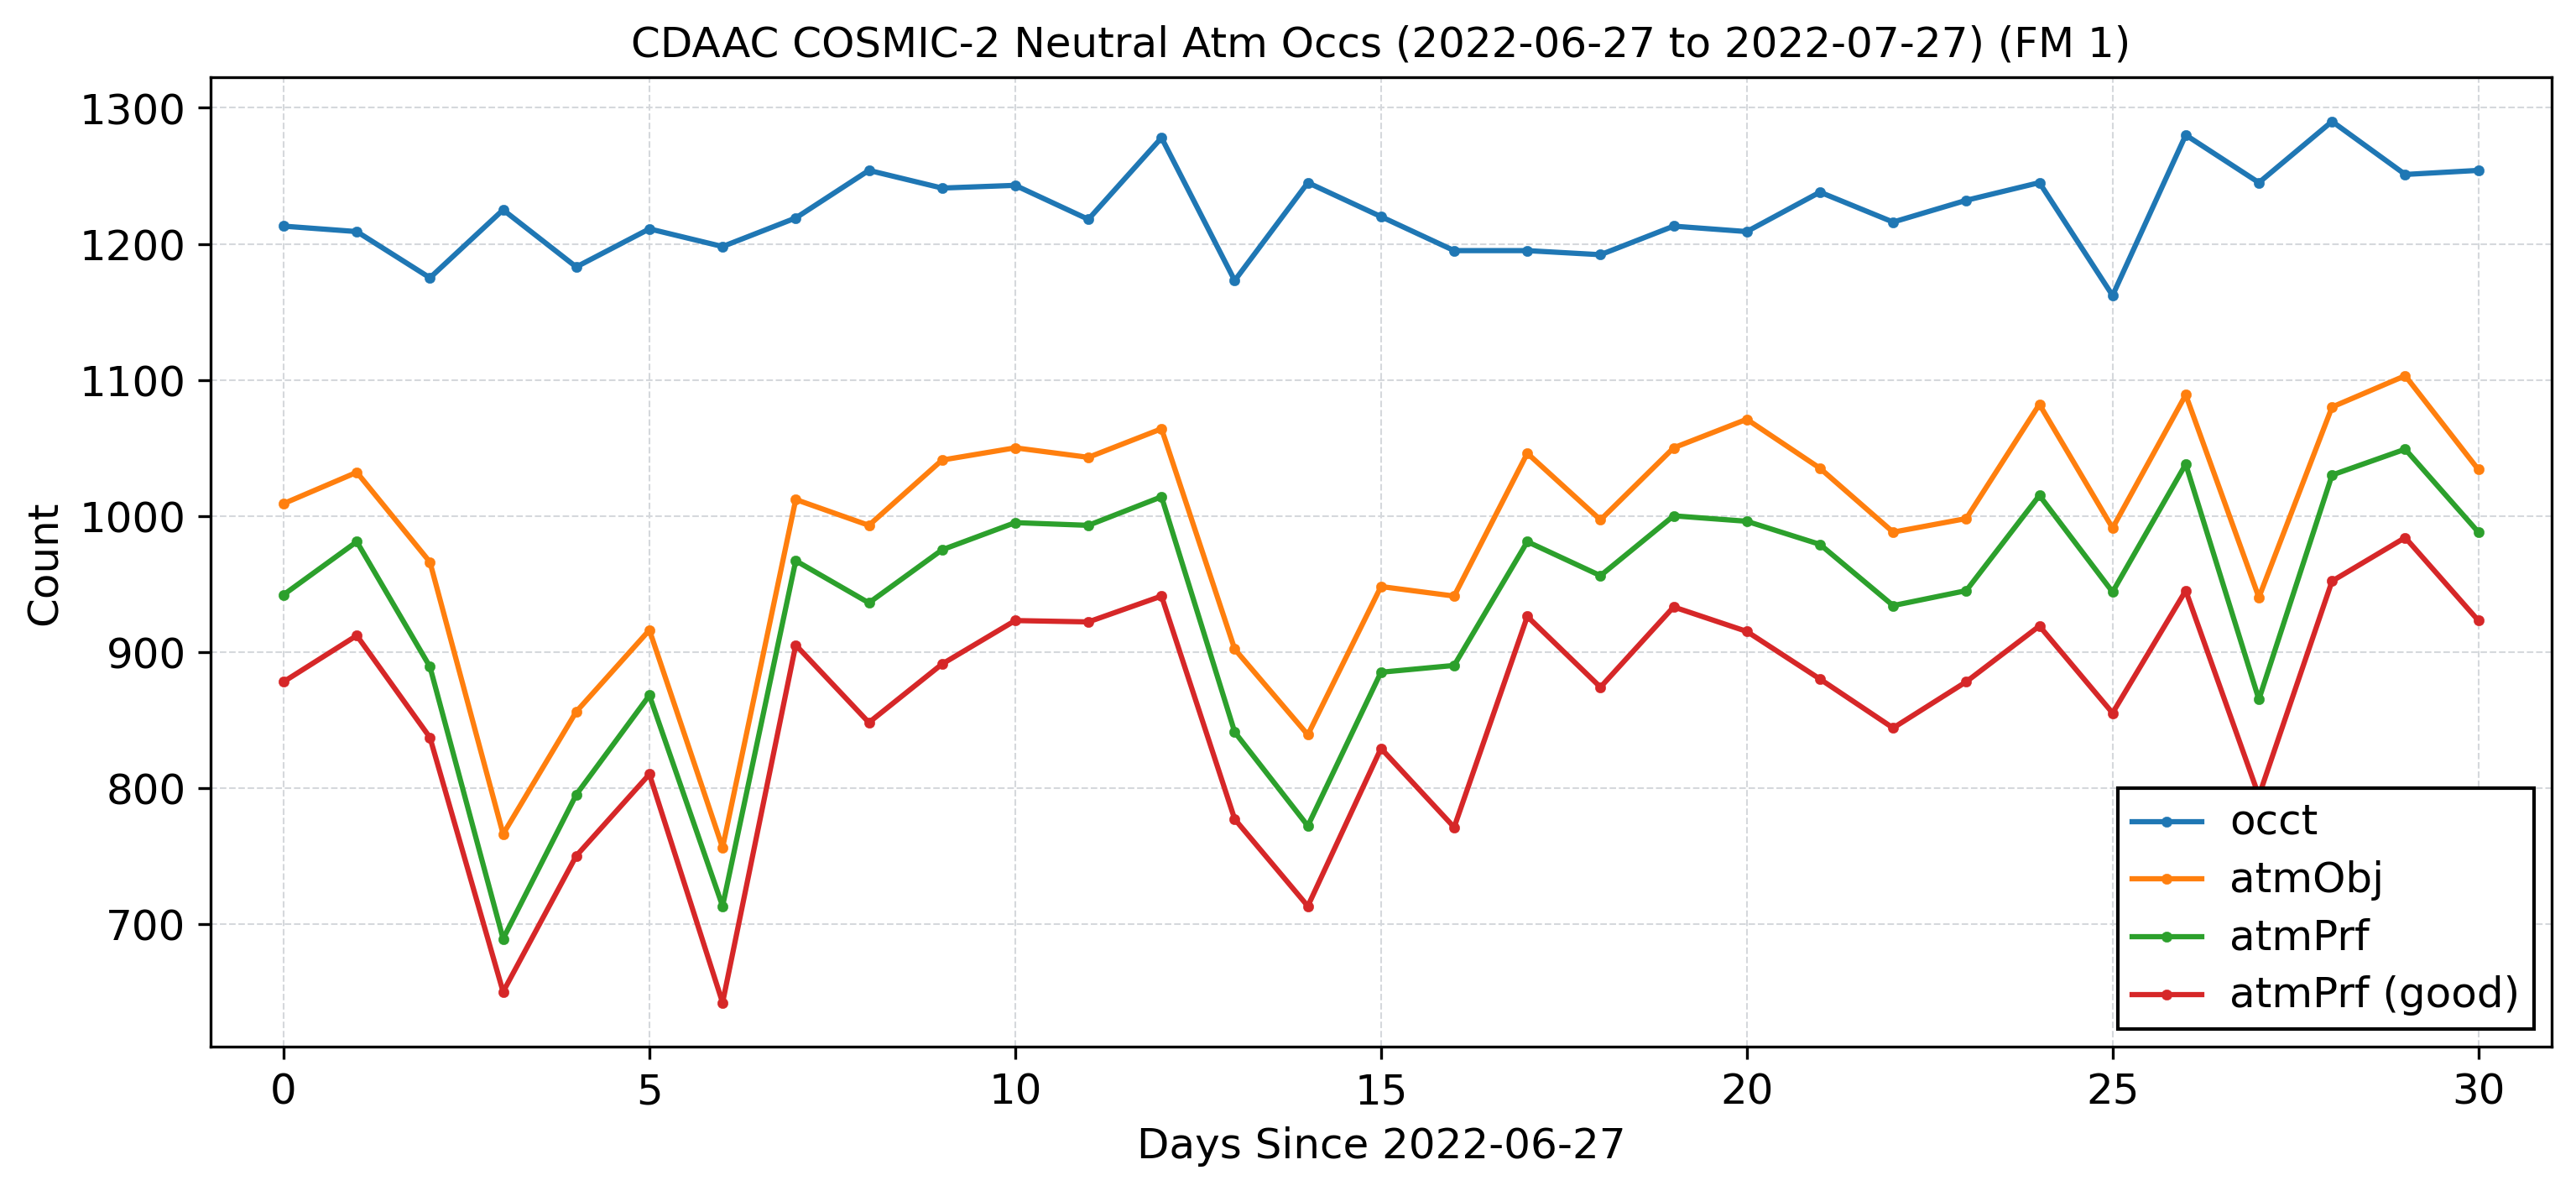 CDAAC COSMIC-2 Neutral Atm Occs (2022-06-27 to 2022-07-27) (FM 1)
1300
1200
1100
1000
900
800
700
Count
occt
atmObj
atmPrf
atmPrf (good)
0 5 10 15 20 25 30
Days Since 2022-06-27